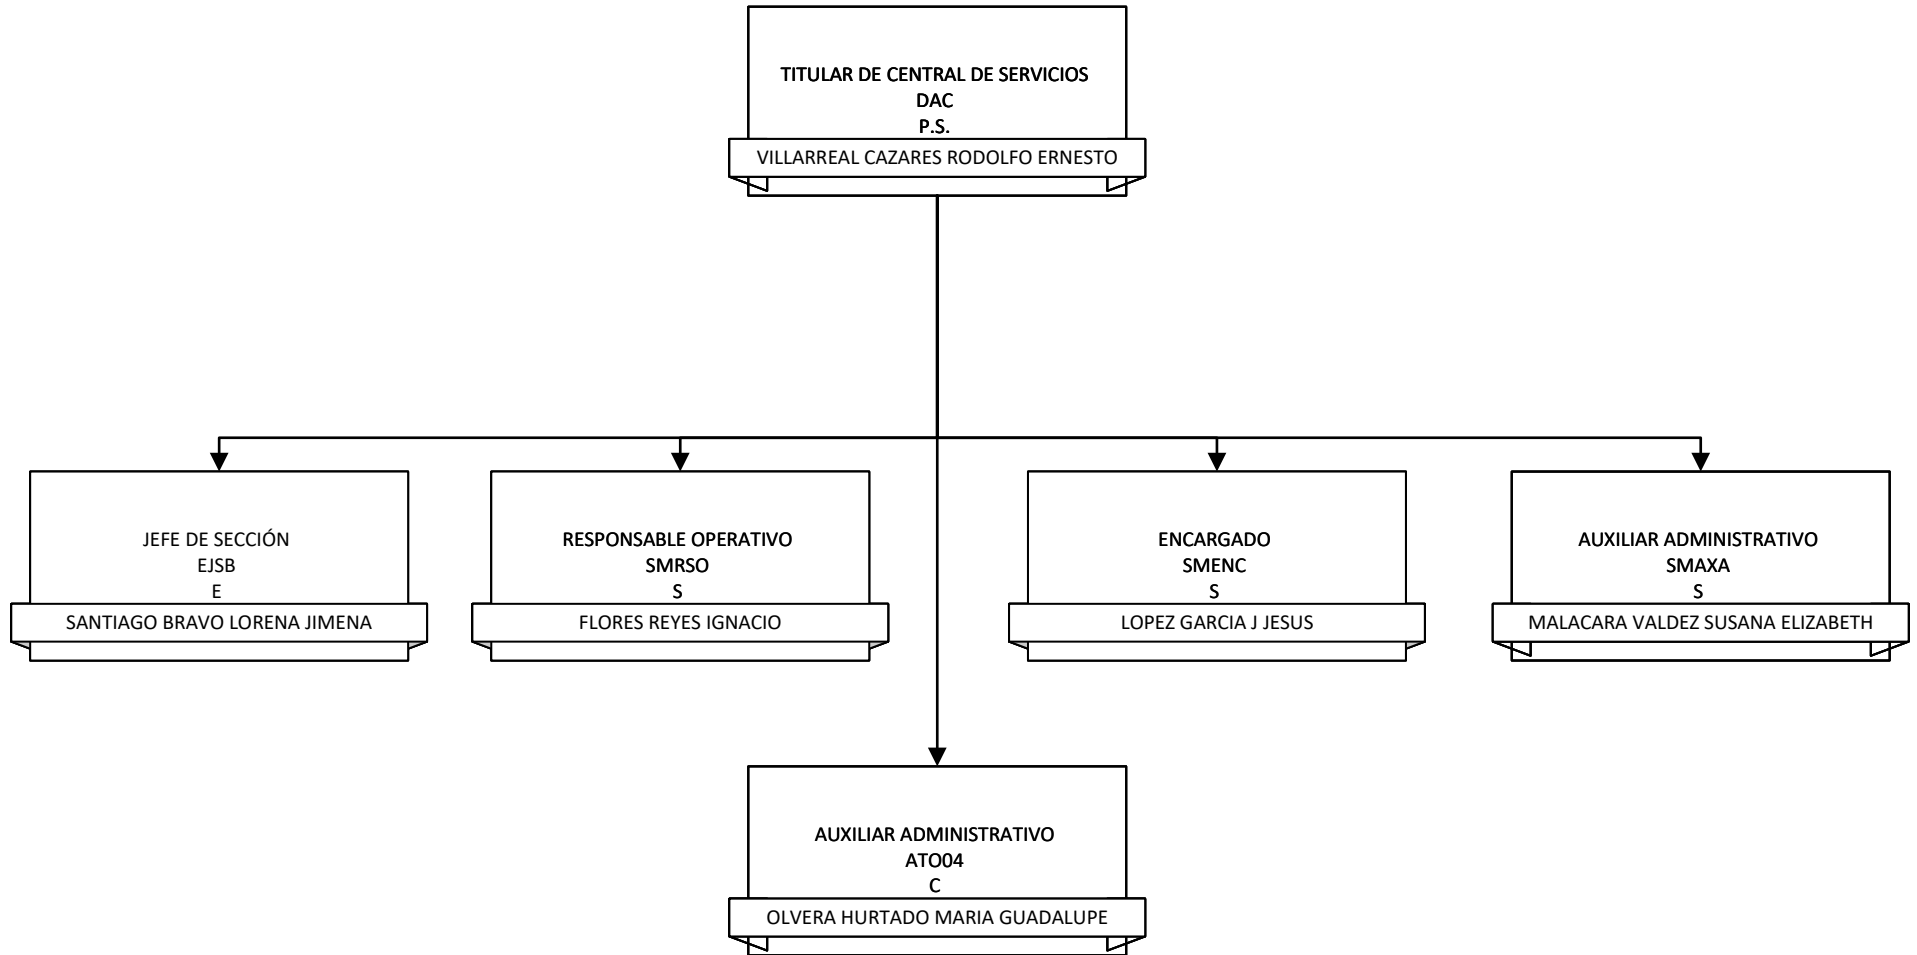 TITULAR DE CENTRAL DE SERVICIOS
DAC
P.S.
VILLARREAL CAZARES RODOLFO ERNESTO
JEFE DE SECCIÓN
EJSB
E
SANTIAGO BRAVO LORENA JIMENA
RESPONSABLE OPERATIVO
SMRSO
S
FLORES REYES IGNACIO
ENCARGADO
SMENC
S
LOPEZ GARCIA J JESUS
AUXILIAR ADMINISTRATIVO
SMAXA
S
MALACARA VALDEZ SUSANA ELIZABETH
AUXILIAR ADMINISTRATIVO
ATO04
C
OLVERA HURTADO MARIA GUADALUPE